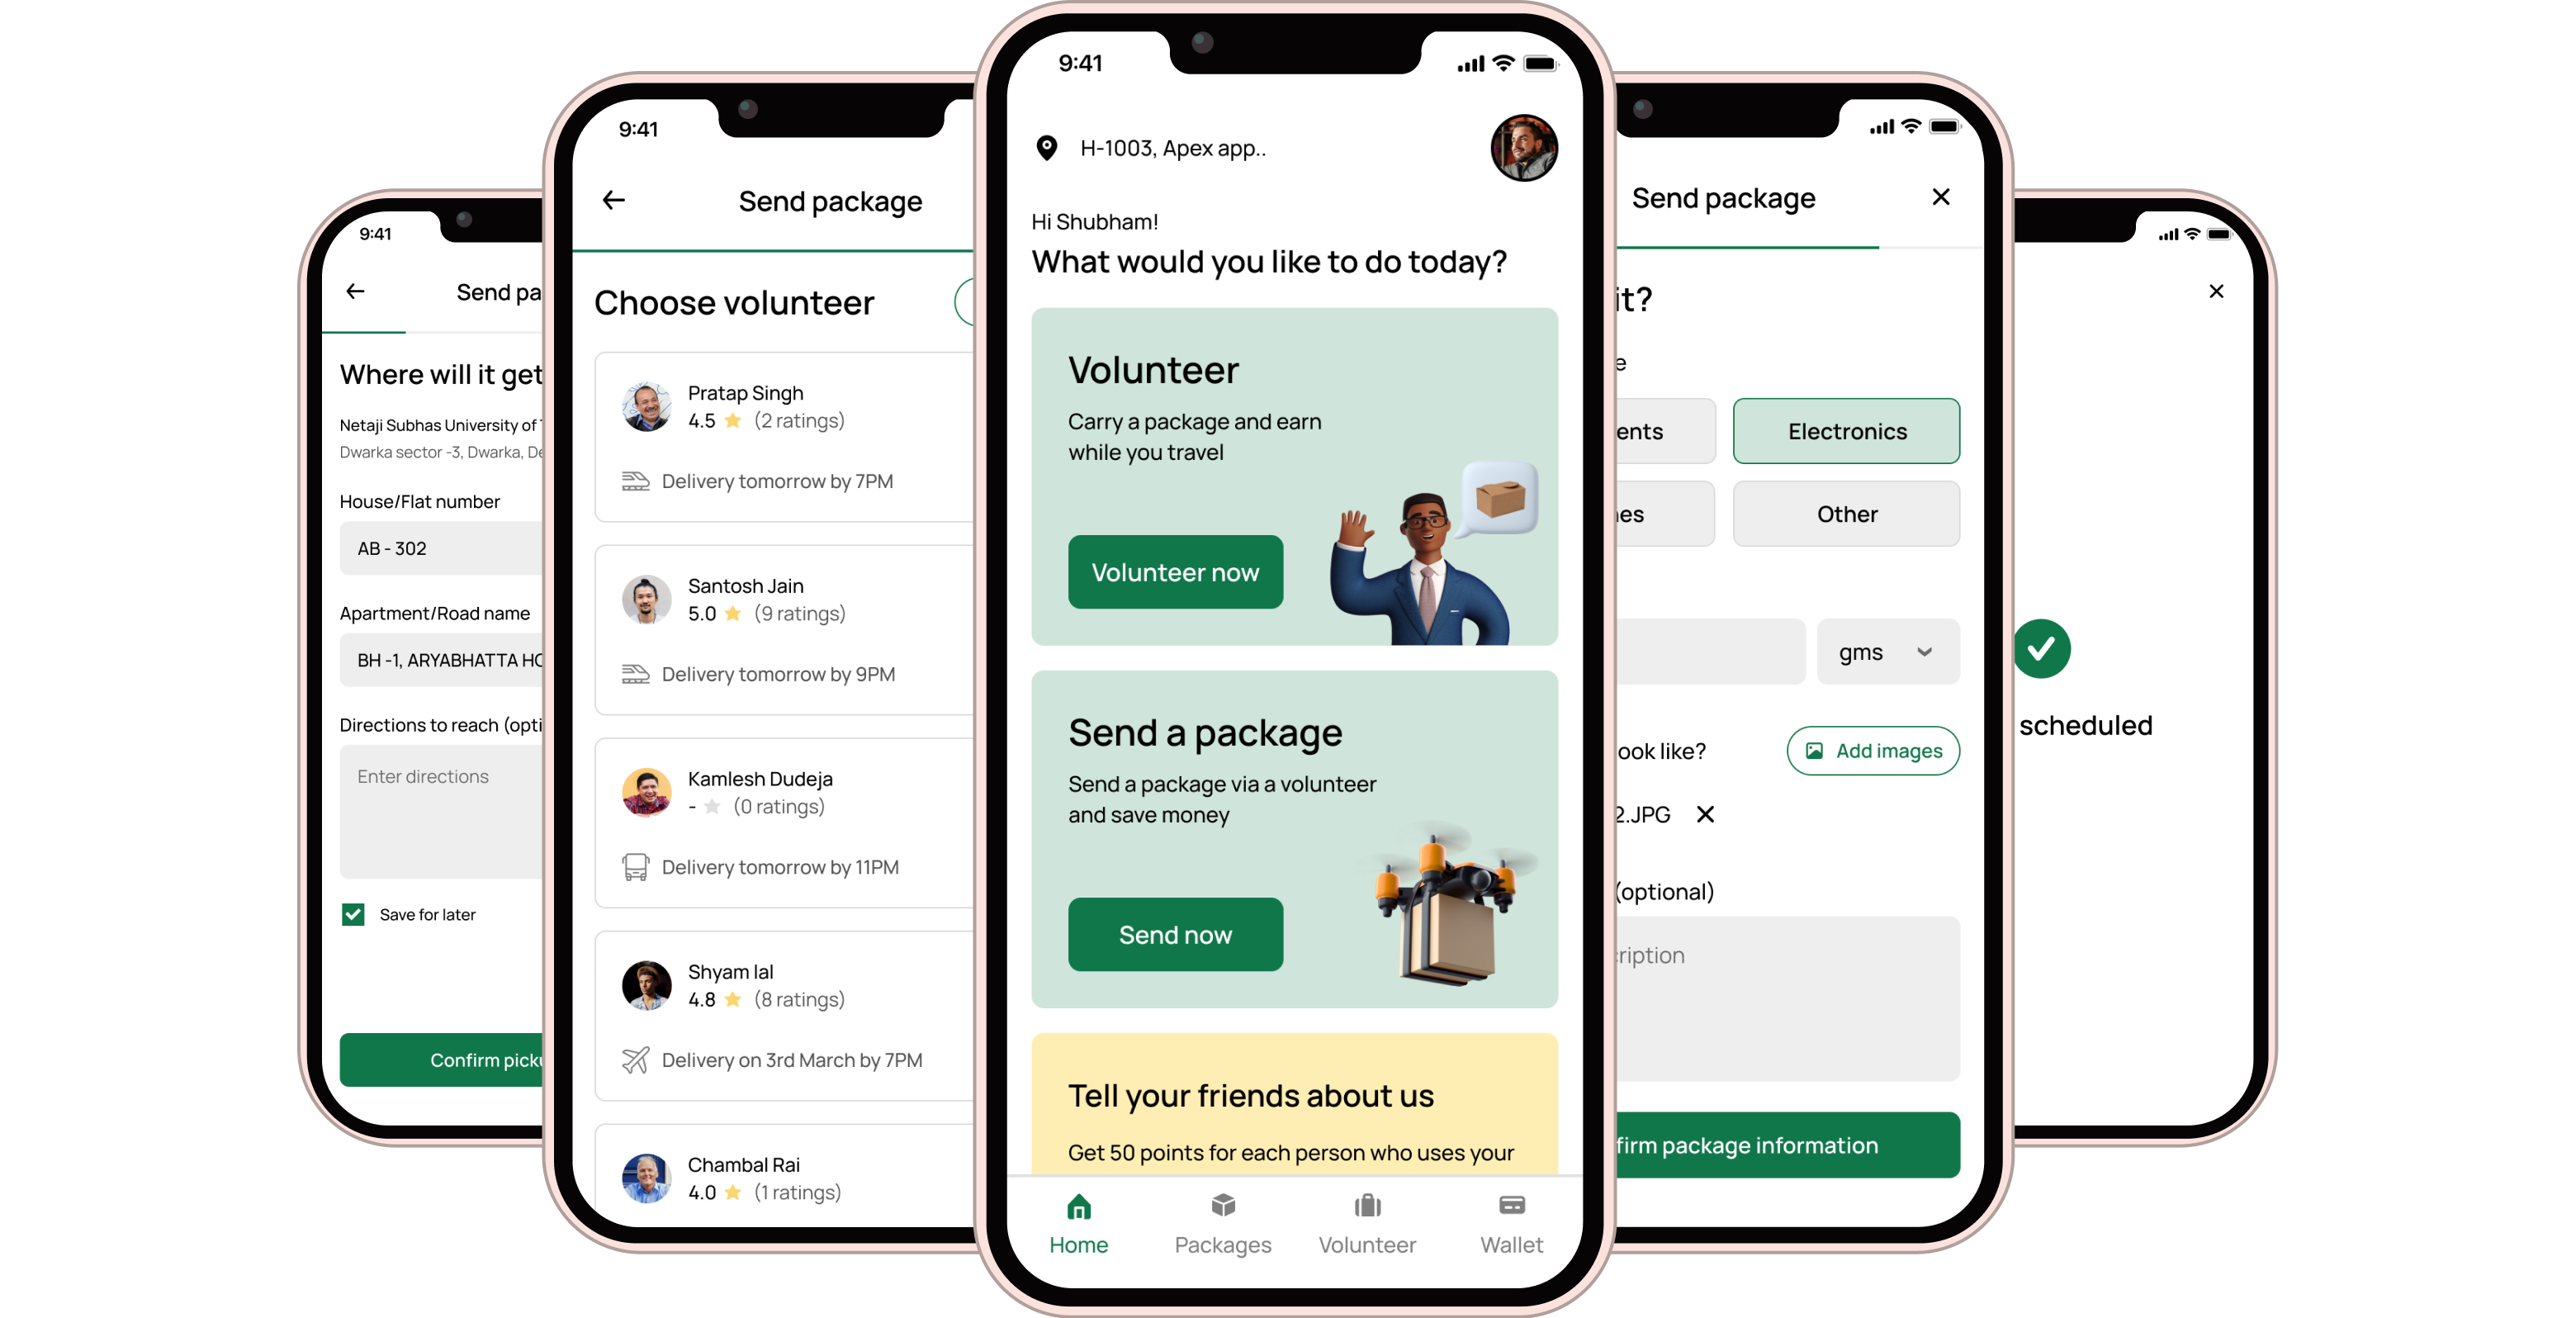 9:41
Send pa
Where will it get
Netaji Subhas University of
Dwarka sector -3, Dwarka, De
House/Flat number
AB - 302
Apartment/Road name
BH -1, ARYABHATTA HO
Directions to reach (opti
Enter directions
Save for later
Confirm picku
9:41
Send package
Choose volunteer
Pratap Singh
4.5 (2 ratings)
Delivery tomorrow by 7PM
Santosh Jain
5.0 (9 ratings)
Delivery tomorrow by 9PM
Kamlesh Dudeja
- (0 ratings)
Delivery tomorrow by 11PM
Shyam lal
4.8 (8 ratings)
Delivery on 3rd March by 7PM
Chambal Rai
4.0 (1 ratings)
9:41
H-1003, Apex app..
Hi Shubham!
What would you like to do today?
Volunteer
Carry a package and earn
while you travel
Volunteer now
Send a package
Send a package via a volunteer
and save money
Send now
Tell your friends about us
Get 50 points for each person who uses your
Home Packages Volunteer Wallet
Send package
it?
e
ents Electronics
es Other
gms
ook like? Add images
2.JPG
(optional)
ription
firm package information
scheduled